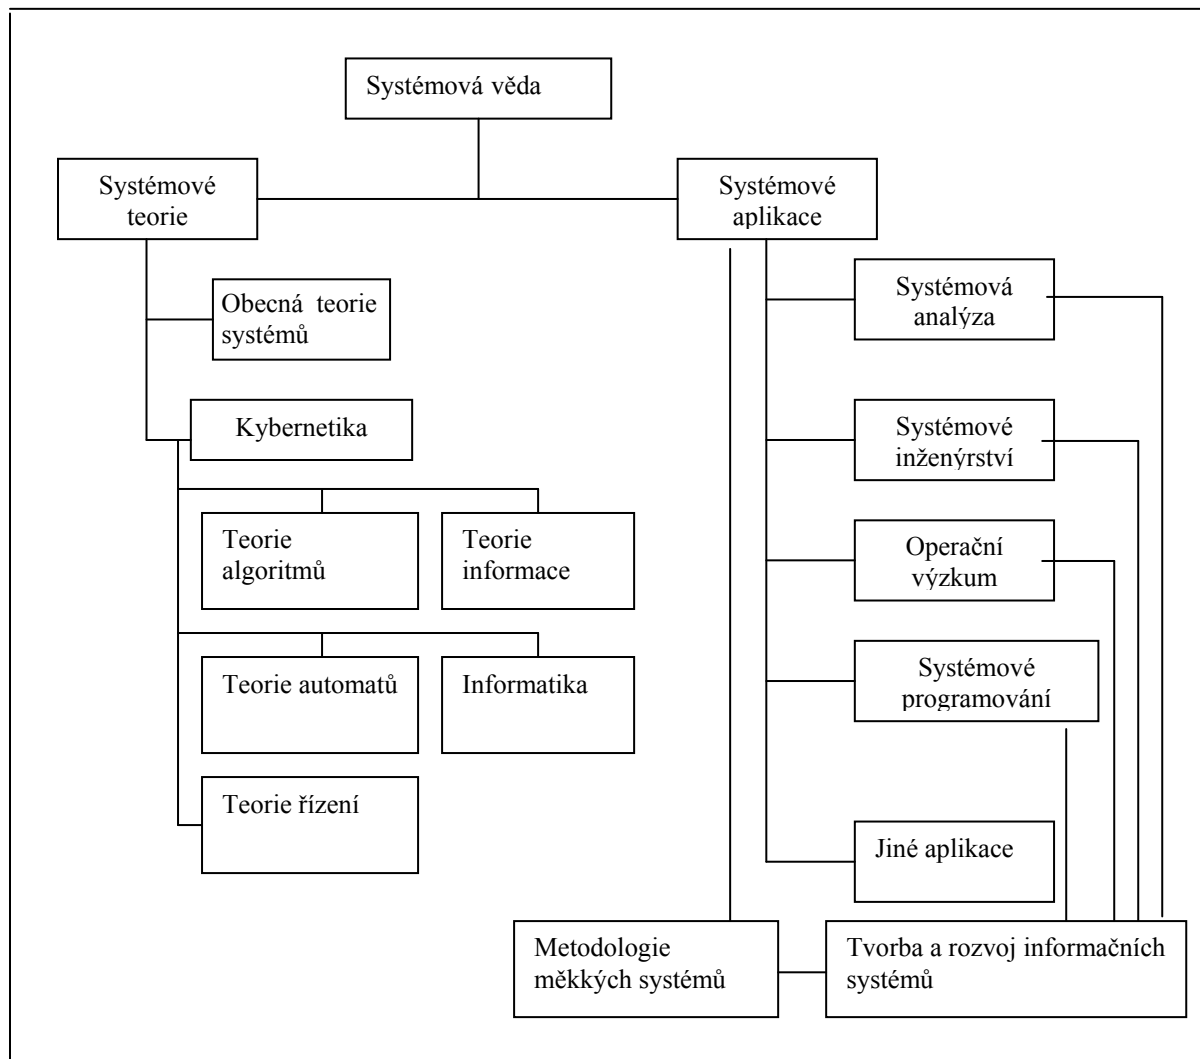 Systémová věda
Systémové
teorie
Systémové
aplikace
Obecná teorie
systémů
Kybernetika
Teorie
algoritmů
Teorie
informace
Teorie automatů
Informatika
Teorie řízení
Systémová
analýza
Systémové
inženýrství
Operační
výzkum
Systémové
programování
Jiné aplikace
Metodologie
měkkých systémů
Tvorba a rozvoj informačních
systémů